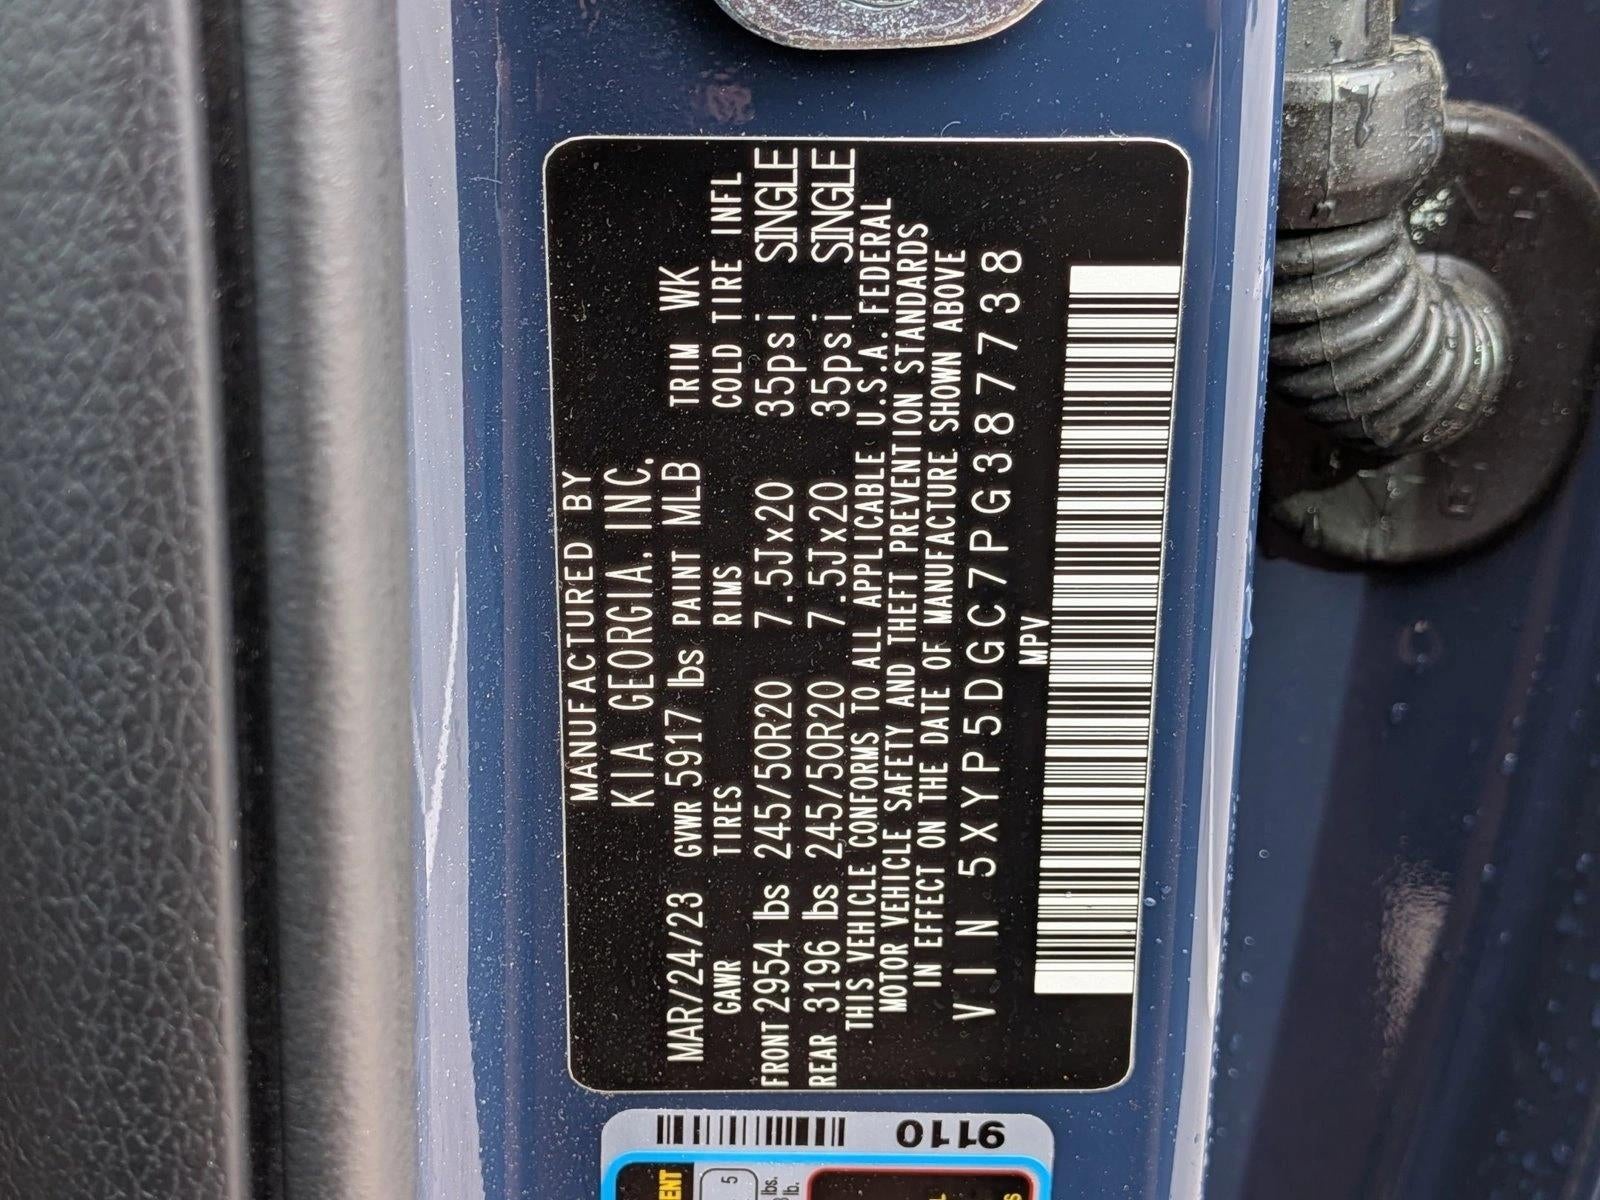 MANUFACTURED BY
KIA GEORGIA, INC.
MAR/24/23 GVWR 5917 lbs PAINT MLB TRIM WK
GAWR TIRES RIMS COLD TIRE INFL
FRONT 2954 lbs 245/50R20 7.5Jx20 35psi SINGLE
REAR 3196 lbs 245/50R20 7.5Jx20 35psi SINGLE
THIS VEHICLE CONFORMS TO ALL APPLICABLE U.S.A. FEDERAL
MOTOR VEHICLE SAFETY AND THEFT PREVENTION STANDARDS
IN EFFECT ON THE DATE OF MANUFACTURE SHOWN ABOVE
VIN 5XYP5DGC7PG387738
MPV
9110
5
lbs.
lb.